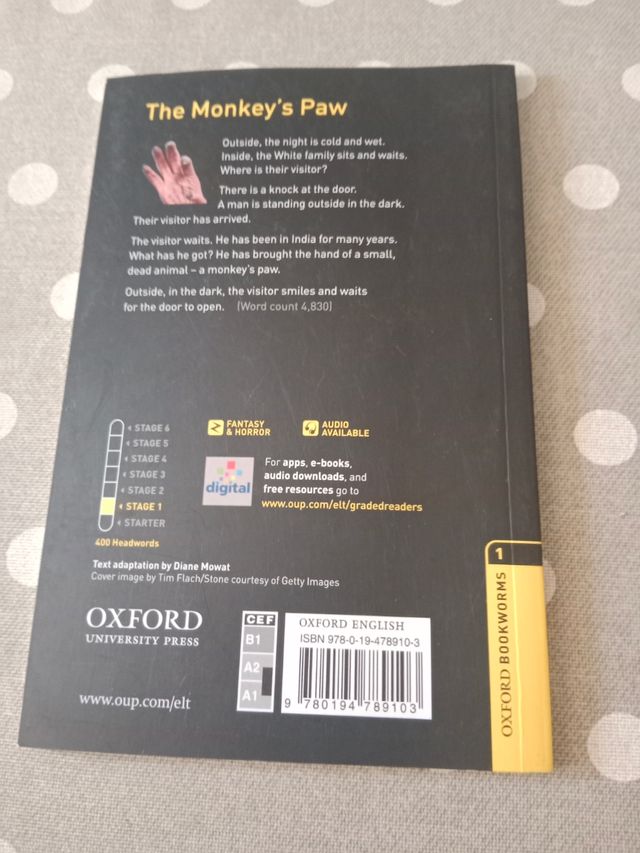 The Monkey's Paw
Outside, the night is cold and wet.
Inside, the White family sits and waits.
Where is their visitor?
There is a knock at the door.
A man is standing outside in the dark.
Their visitor has arrived.
The visitor waits. He has been in India for many years.
What has he got? He has brought the hand of a small,
dead animal – a monkey's paw.
Outside, in the dark, the visitor smiles and waits
for the door to open. (Word count 4,830)
STAGE 6
STAGE 5
STAGE 4
STAGE 3
STAGE 2
STAGE 1
STARTER
400 Headwords
FANTASY
& HORROR
AUDIO
AVAILABLE
digital
For apps, e-books,
audio downloads, and
free resources go to
www.oup.com/elt/gradedreaders
Text adaptation by Diane Mowat
Cover image by Tim Flach/Stone courtesy of Getty Images
OXFORD
UNIVERSITY PRESS
www.oup.com/elt
CEF
B1
A2
A1
OXFORD ENGLISH
ISBN 978-0-19-478910-3
9 780194 789103
1
OXFORD BOOKWORMS